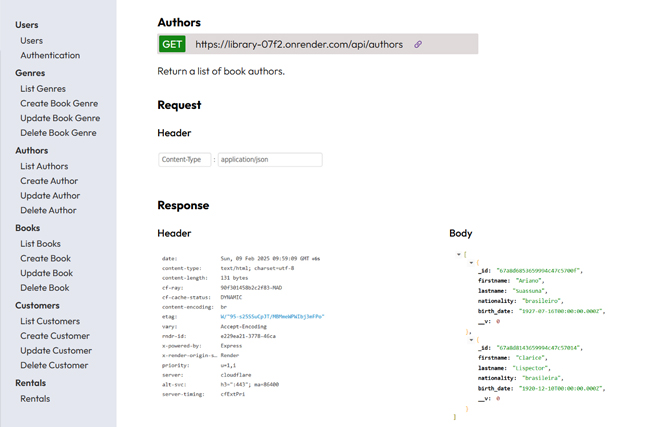 Users
Users
Authentication
Genres
List Genres
Create Book Genre
Update Book Genre
Delete Book Genre
Authors
List Authors
Create Author
Update Author
Delete Author
Books
List Books
Create Book
Update Book
Delete Book
Customers
List Customers
Create Customer
Update Customer
Delete Customer
Rentals
Rentals
Authors
GET https://library-07f2.onrender.com/api/authors
Return a list of book authors.
Request
Header
Content-Type : application/json
Response
Header
date: Sun, 09 Feb 2025 09:59:09 GMT
content-type: text/html; charset=utf-8
content-length: 131 bytes
cf-ray: 90f301458b2c2f83-MAD
cf-cache-status: DYNAMIC
content-encoding: br
etag:
vary: Accept-Encoding
rndr-id: e229ea21-3778-46ca
x-powered-by: Express
x-render-origin-s… Render
priority: u=1,i
server: cloudflare
alt-svc: h3=":443"; ma=86400
server-timing: cfExtPri
Body
[
{
_id: "67a8d6853659994c47c5700f",
firstname: "Ariano",
lastname: "Suassuna",
nationality: "brasileiro",
birth_date: "1927-07-16T00:00:00.000Z",
__v: 0
},
{
_id: "67a8d8143659994c47c57014",
firstname: "Clarice",
lastname: "Lispector",
nationality: "brasileira",
birth_date: "1920-12-10T00:00:00.000Z",
__v: 0
}
]